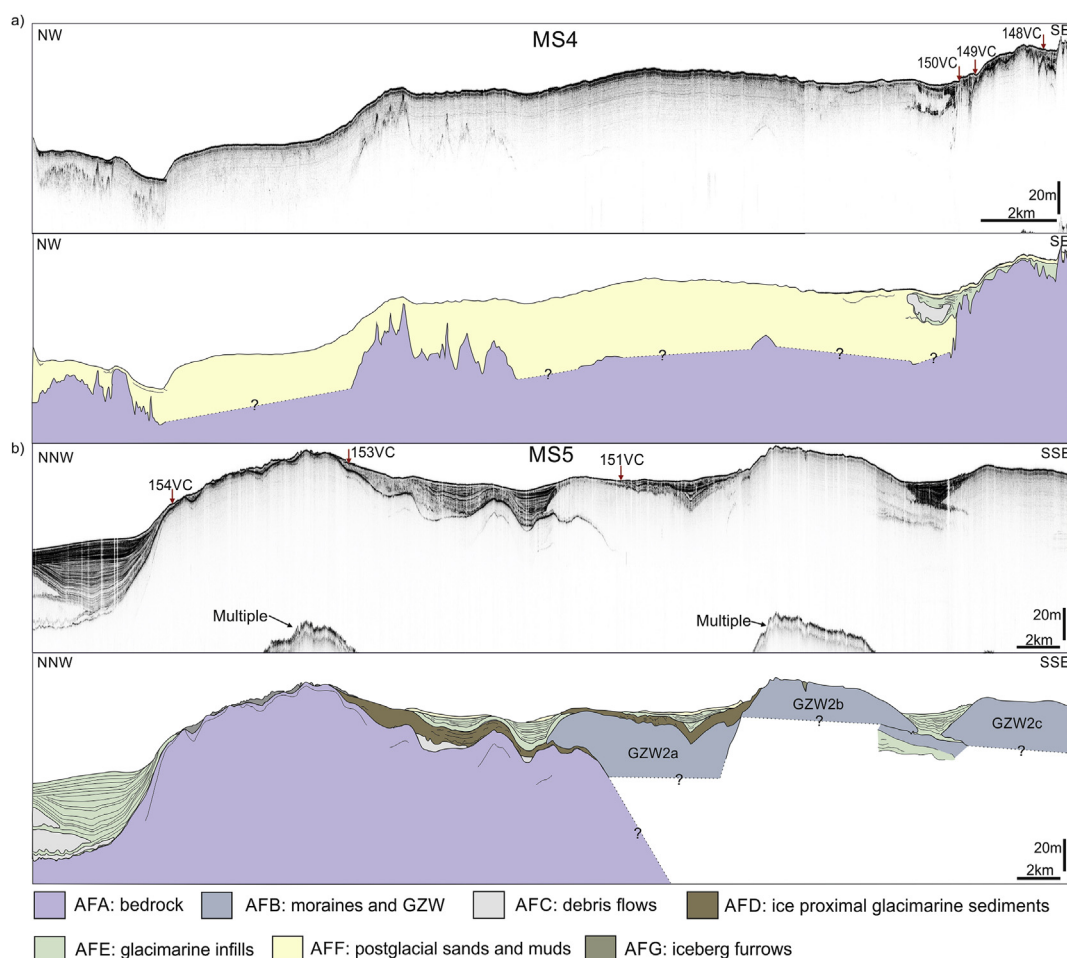 a)
NW
MS4
SE
148VC
149VC
150VC
20m
2km
NW
SE
?
?
?
?
b)
NNW
MS5
SSE
153VC
151VC
154VC
Multiple
Multiple
20m
2km
NNW
SSE
GZW2b
GZW2c
?
?
GZW2a
?
?
20m
2km
AFA: bedrock
AFB: moraines and GZW
AFC: debris flows
AFD: ice proximal glacimarine sediments
AFE: glacimarine infills
AFF: postglacial sands and muds
AFG: iceberg furrows